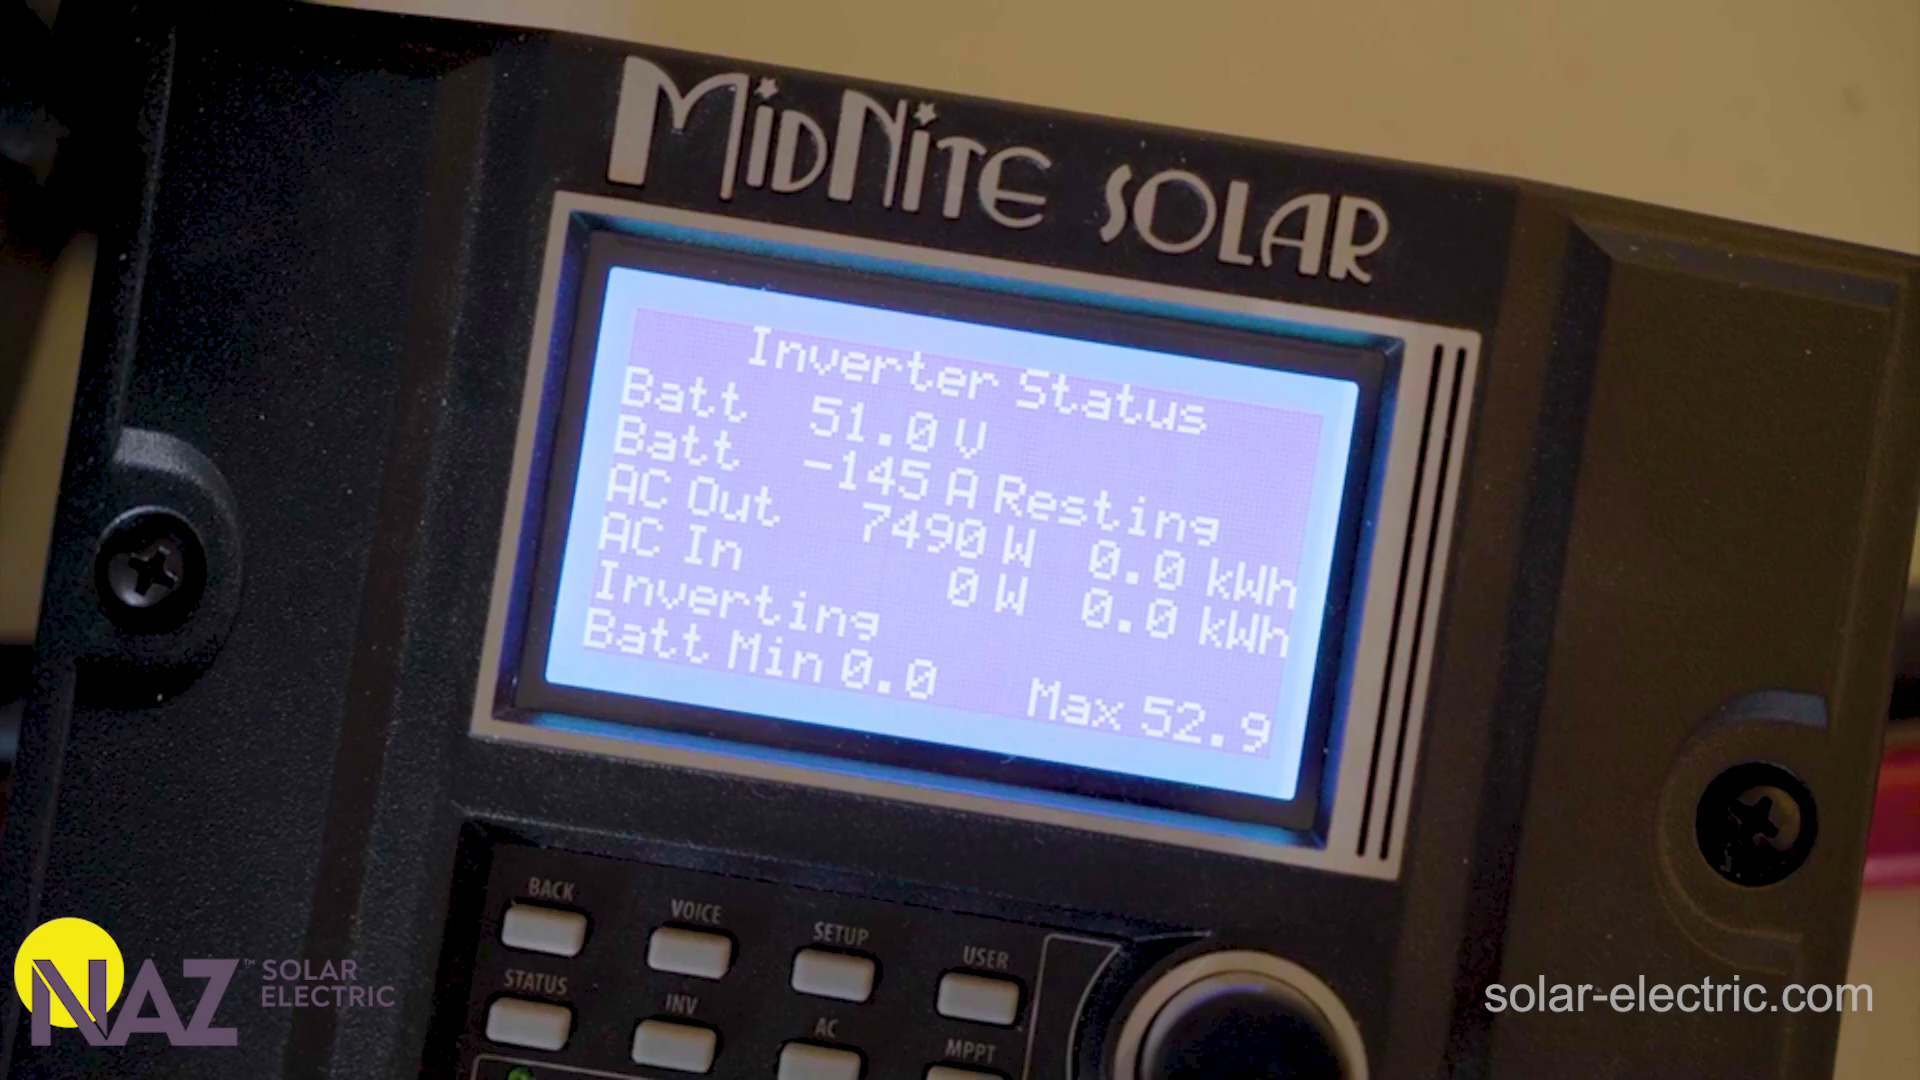 MidNite SOLAR
Inverter Status
Batt 51.0 V
Batt -145 A Resting
AC Out 7490 W 0.0 kWh
AC In 0 W 0.0 kWh
Inverting
Batt Min 0.0 Max 52.9
BACK VOICE SETUP USER
STATUS INV AC MPPT
NAZ™ SOLAR
ELECTRIC
solar-electric.com